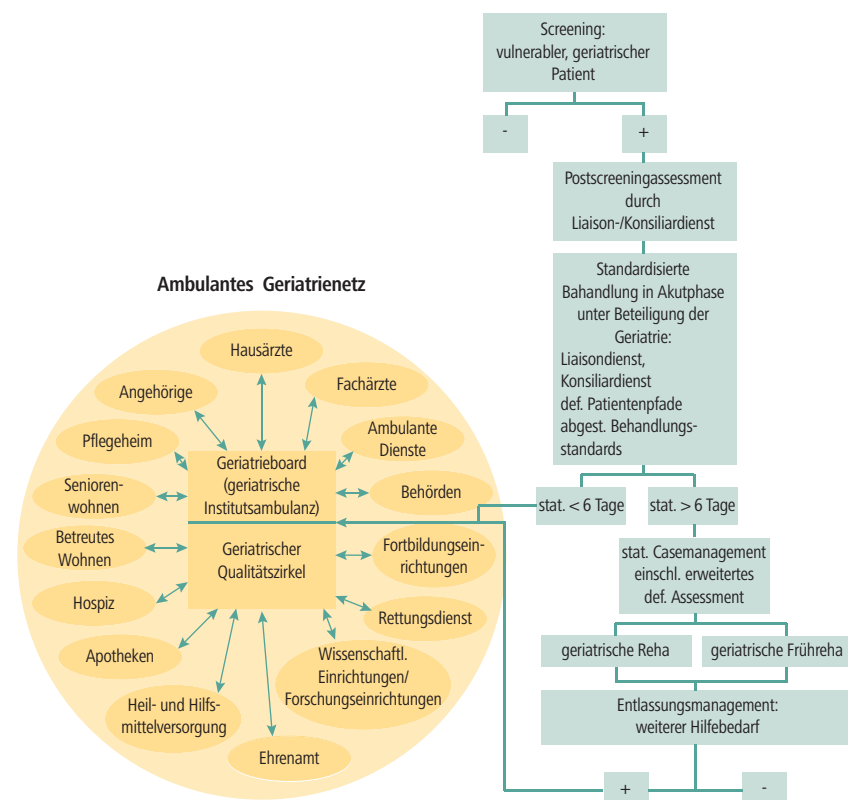 Screening:
vulnerabler, geriatrischer
Patient
-
+
Postscreeningassessment
durch
Liaison-/Konsiliardienst
Standardisierte
Bahandlung in Akutphase
unter Beteiligung der
Geriatrie:
Liaisondienst,
Konsiliardienst
def. Patientenpfade
abgest. Behandlungs-
standards
stat. < 6 Tage
stat. > 6 Tage
stat. Casemanagement
einschl. erweitertes
def. Assessment
geriatrische Reha
geriatrische Frühreha
Entlassungsmanagement:
weiterer Hilfebedarf
+
-
Ambulantes Geriatrienetz
Hausärzte
Fachärzte
Angehörige
Ambulante
Dienste
Pflegeheim
Geriatrieboard
(geriatrische
Institutsambulanz)
Behörden
Senioren-
wohnen
Betreutes
Wohnen
Geriatrischer
Qualitätszirkel
Fortbildungsein-
richtungen
Hospiz
Rettungsdienst
Apotheken
Wissenschaftl.
Einrichtungen/
Forschungseinrichtungen
Heil- und Hilfs-
mittelversorgung
Ehrenamt